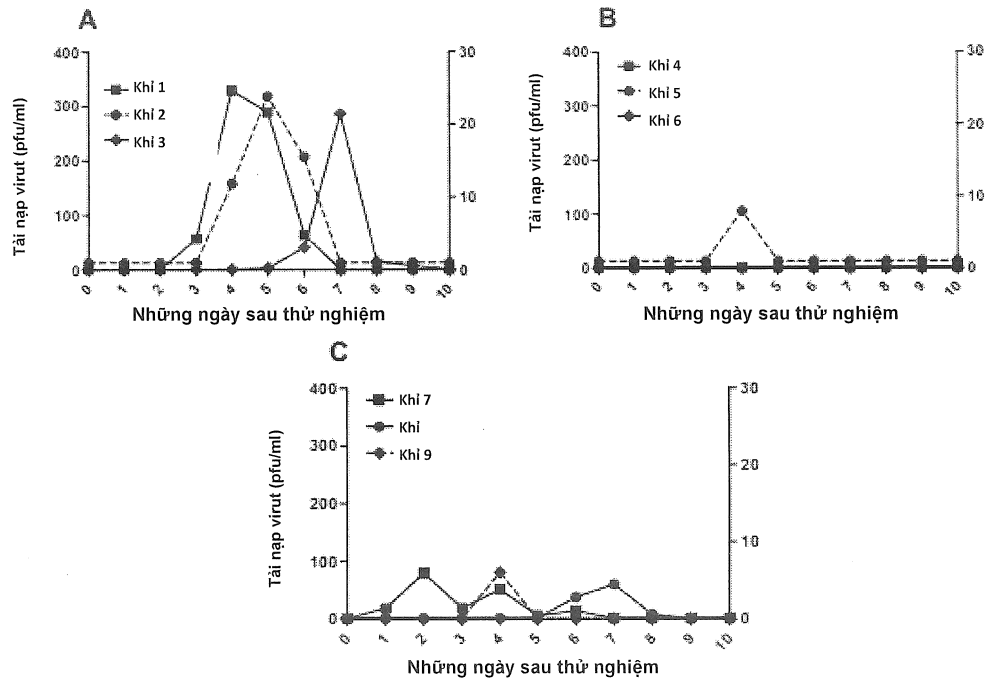 A
Tải nạp virut (pfu/ml)
400
300
200
100
0
30
20
10
0
Khỉ 1
Khỉ 2
Khỉ 3
0 1 2 3 4 5 6 7 8 9 10
Những ngày sau thử nghiệm
B
Tải nạp virut (pfu/ml)
400
300
200
100
0
30
20
10
0
Khỉ 4
Khỉ 5
Khỉ 6
0 1 2 3 4 5 6 7 8 9 10
Những ngày sau thử nghiệm
C
Tải nạp virut (pfu/ml)
400
300
200
100
0
30
20
10
0
Khỉ 7
Khỉ
Khỉ 9
0 1 2 3 4 5 6 7 8 9 10
Những ngày sau thử nghiệm